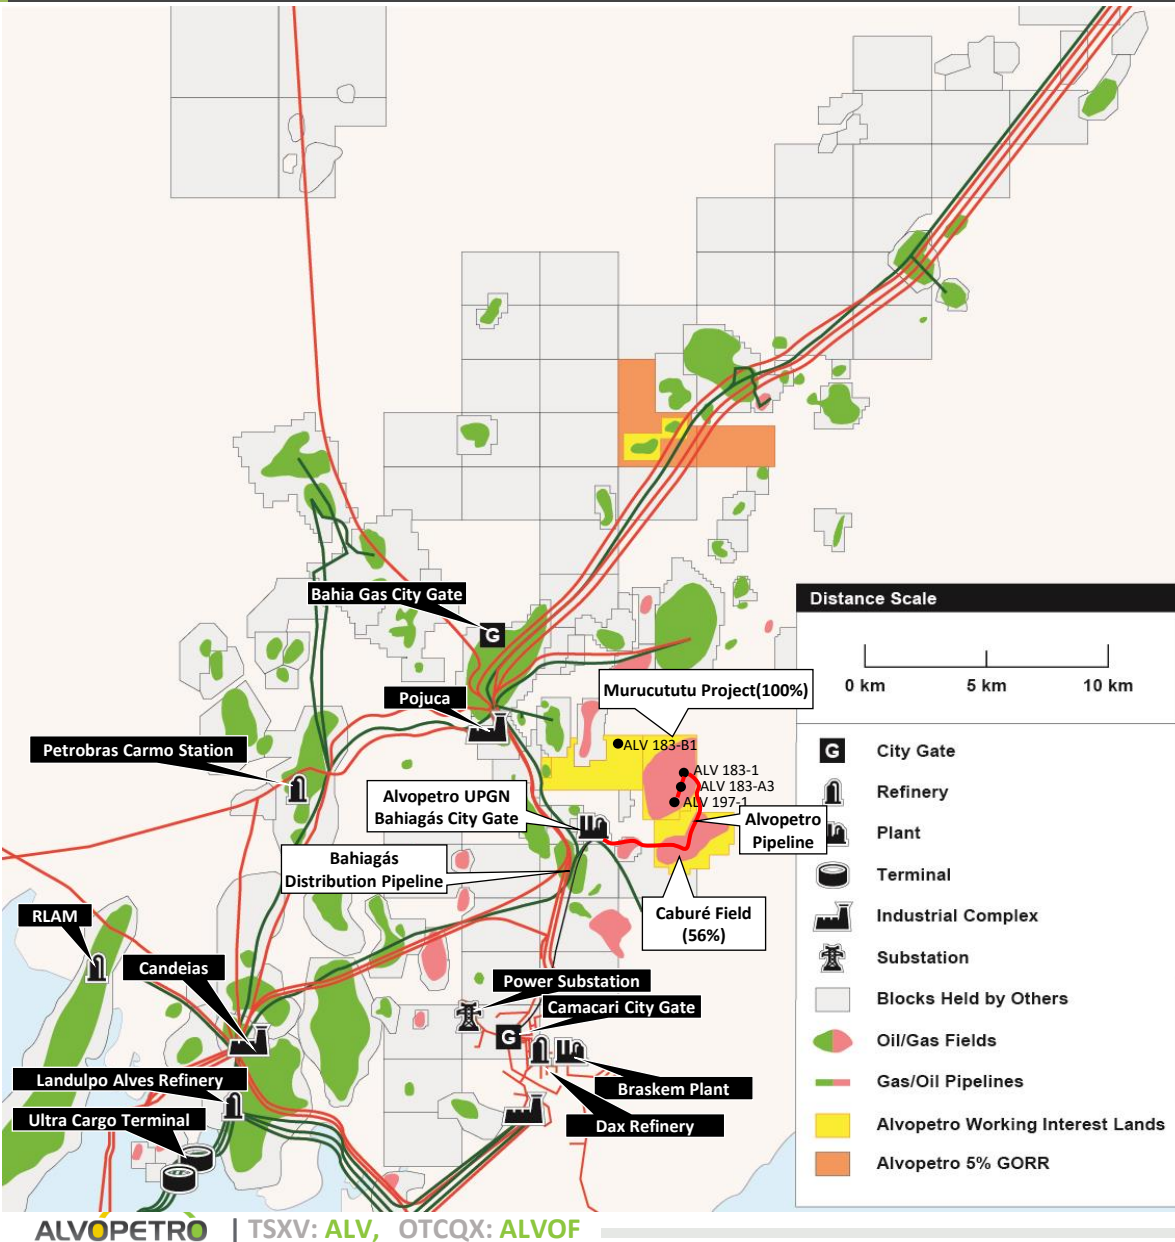 Bahia Gas City Gate
G
Pojuca
Murucututu Project(100%)
Petrobras Carmo Station
ALV 183-B1
ALV 183-1
ALV 183-A3
ALV 197-1
Alvopetro UPGN
Bahiagás City Gate
Alvopetro
Pipeline
Bahiagás
Distribution Pipeline
Caburé Field
(56%)
RLAM
Candeias
Power Substation
Camacari City Gate
G
Landulpo Alves Refinery
Braskem Plant
Ultra Cargo Terminal
Dax Refinery
Distance Scale
0 km 5 km 10 km
G City Gate
Refinery
Plant
Terminal
Industrial Complex
Substation
Blocks Held by Others
Oil/Gas Fields
Gas/Oil Pipelines
Alvopetro Working Interest Lands
Alvopetro 5% GORR
ALVOPETRO | TSXV: ALV, OTCQX: ALVOF